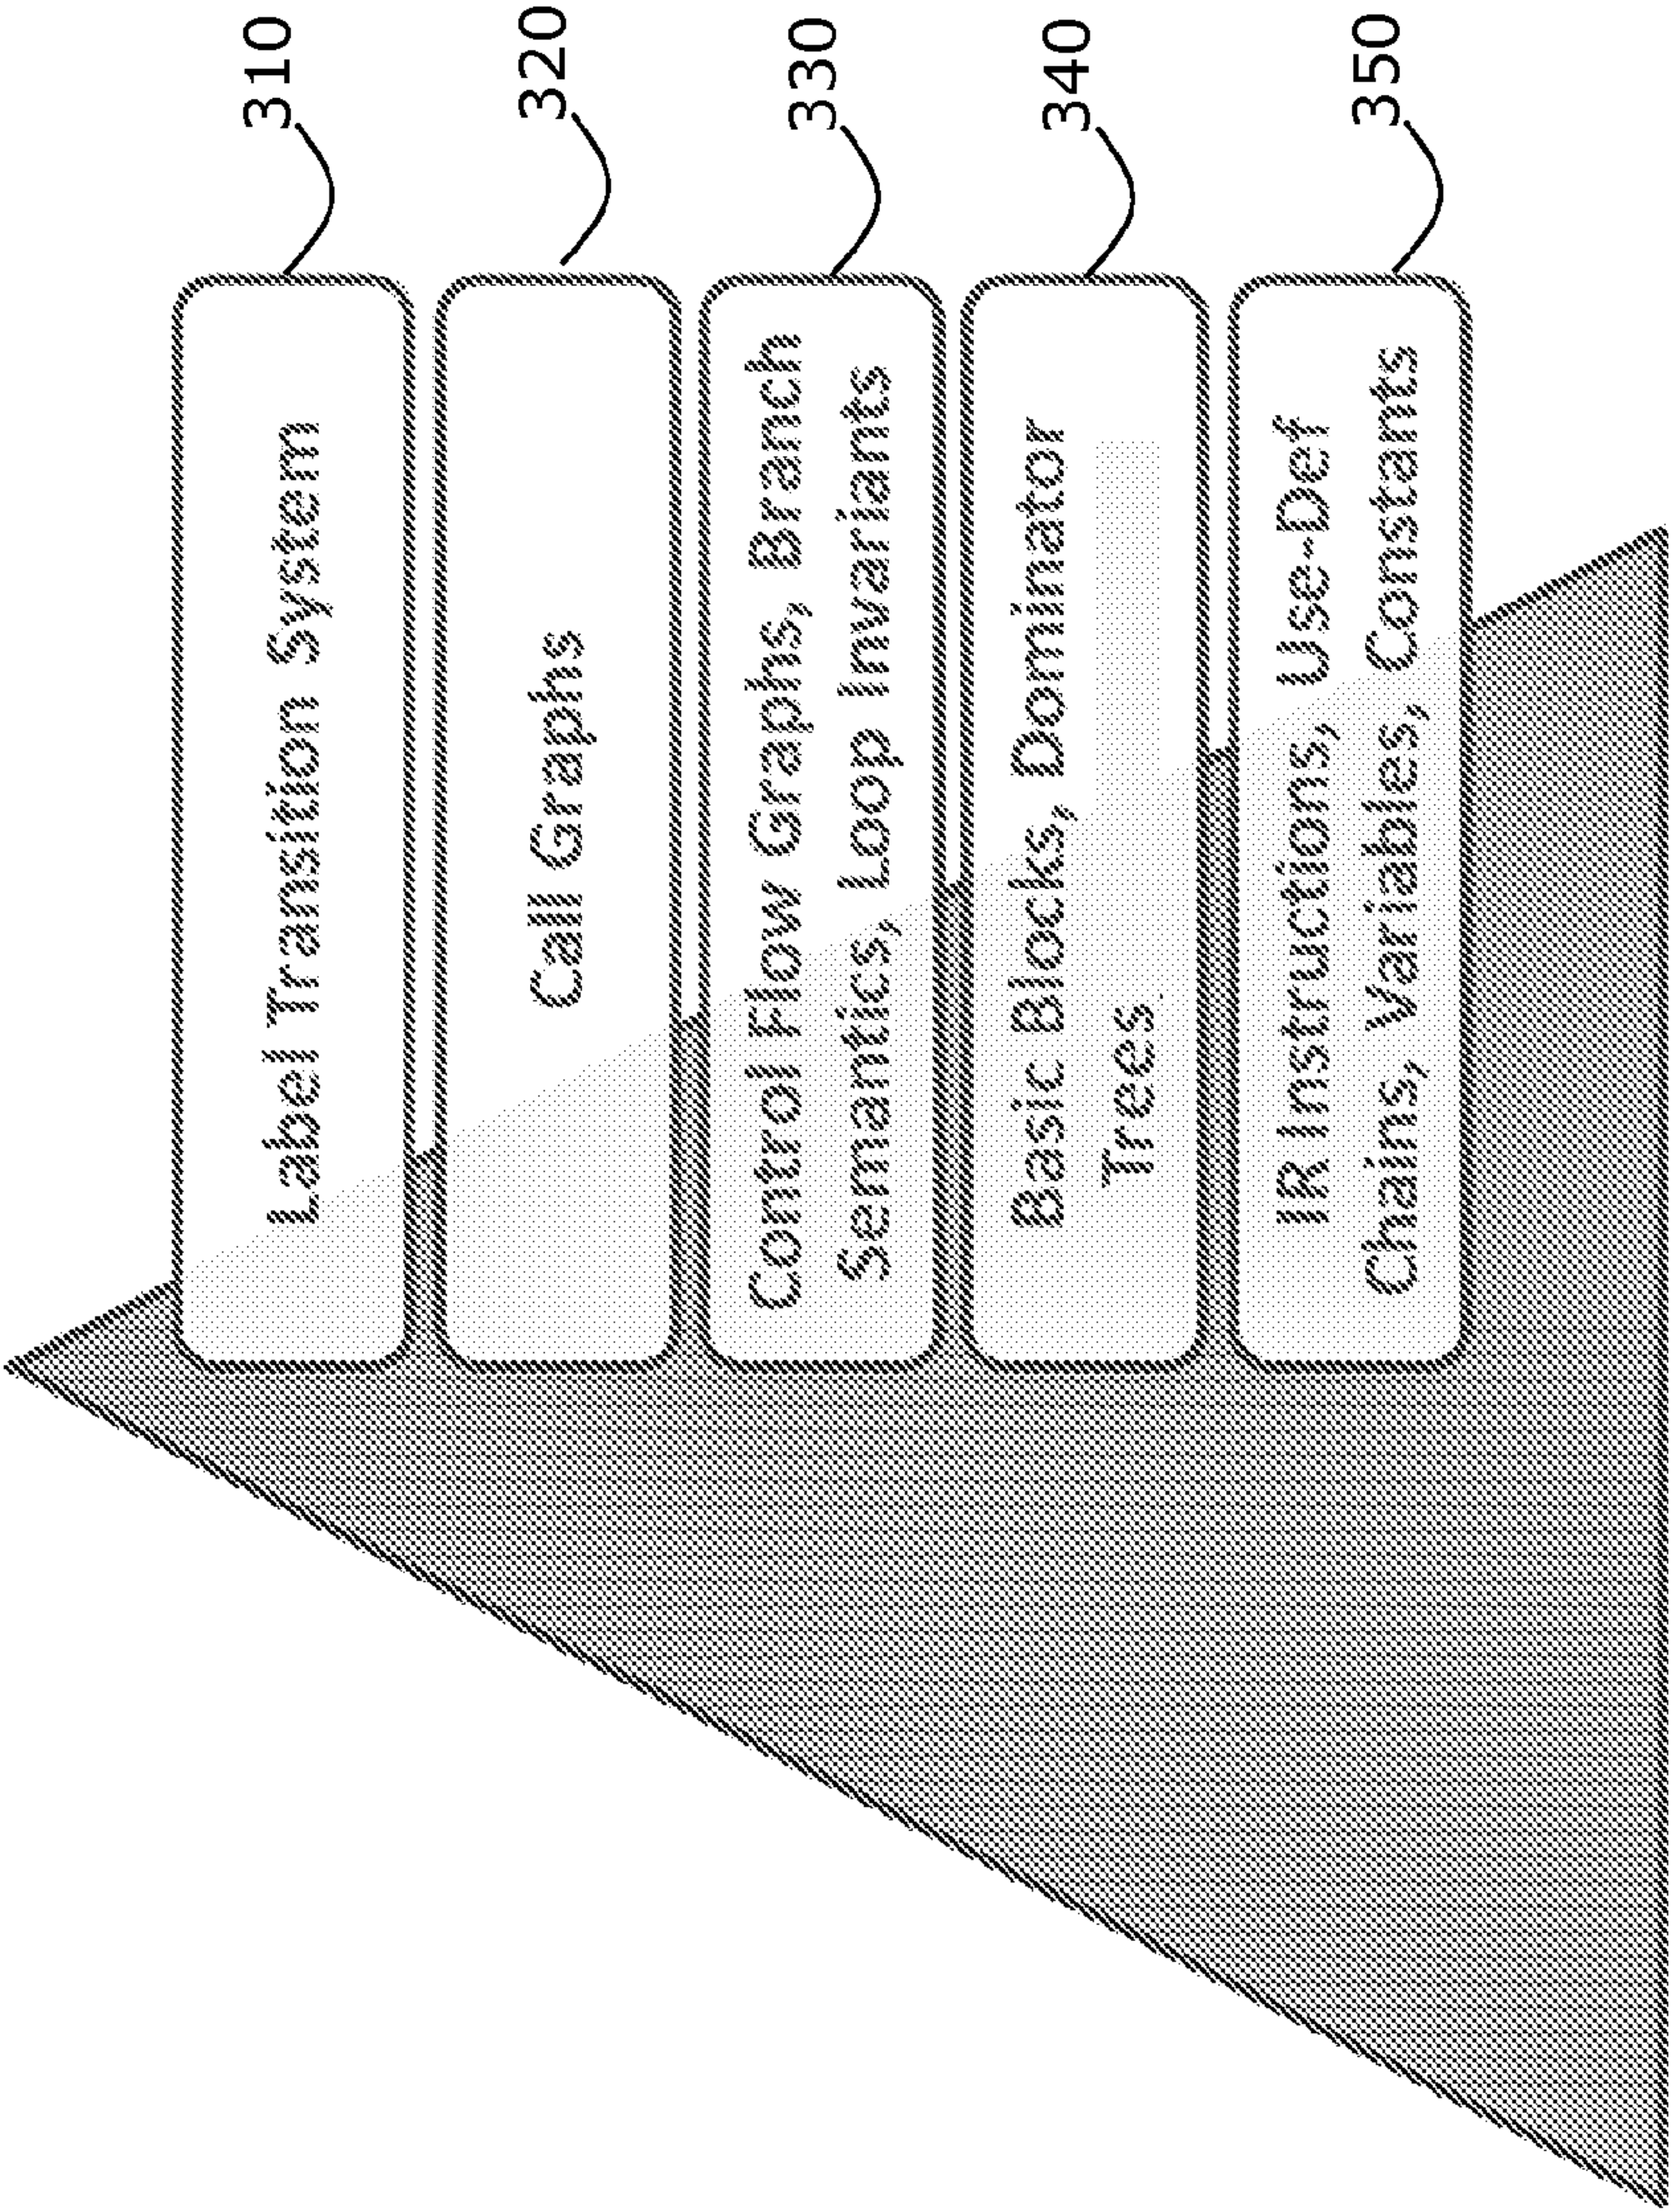 Label Transition System
310
Call Graphs
320
Control Flow Graphs, Branch
Semantics, Loop Invariants
330
Basic Blocks, Dominator
Trees
340
IR Instructions, Use-Def
Chains, Variables, Constants
350